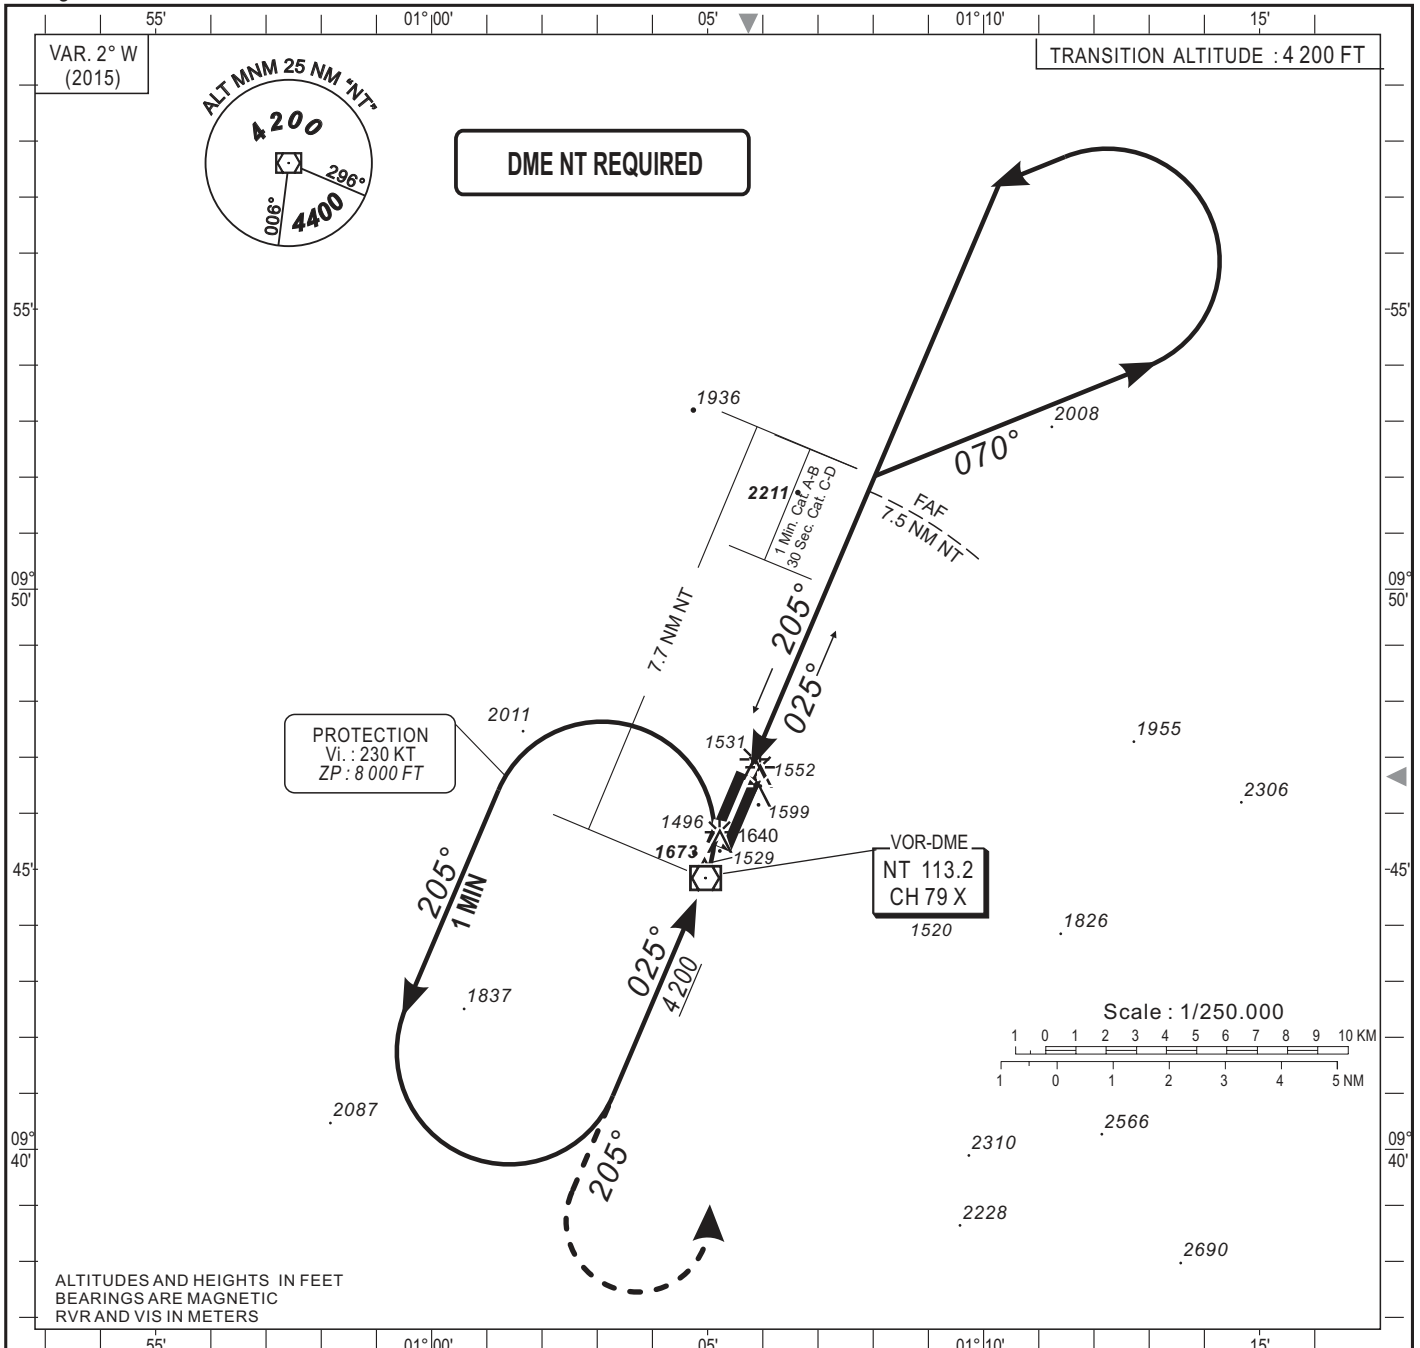 55'
01°00'
05'
01°10'
15'
VAR. 2° W
(2015)
TRANSITION ALTITUDE : 4 200 FT
ALT MNM 25 NM "NT"
4200
296°
006°
4400
DME NT REQUIRED
55'
55'
1936
2008
070°
2211
1 Min. Cat. A-B
30 Sec. Cat. C-D
FAF
7.5 NM NT
09°
50'
09°
50'
205°
7.7 NM NT
025°
2011
PROTECTION
Vi. : 230 KT
ZP : 8 000 FT
1531
1552
1955
2306
1599
1496
1640
1673
1529
VOR-DME
NT 113.2
CH 79 X
45'
45'
205°
1 MIN
1520
1826
025°
4 200
1837
Scale : 1/250.000
1 0 1 2 3 4 5 6 7 8 9 10 KM
1 0 1 2 3 4 5 NM
2087
2566
09°
40'
2310
09°
40'
205°
2228
2690
ALTITUDES AND HEIGHTS IN FEET
BEARINGS ARE MAGNETIC
RVR AND VIS IN METERS
55'
01°00'
05'
01°10'
15'